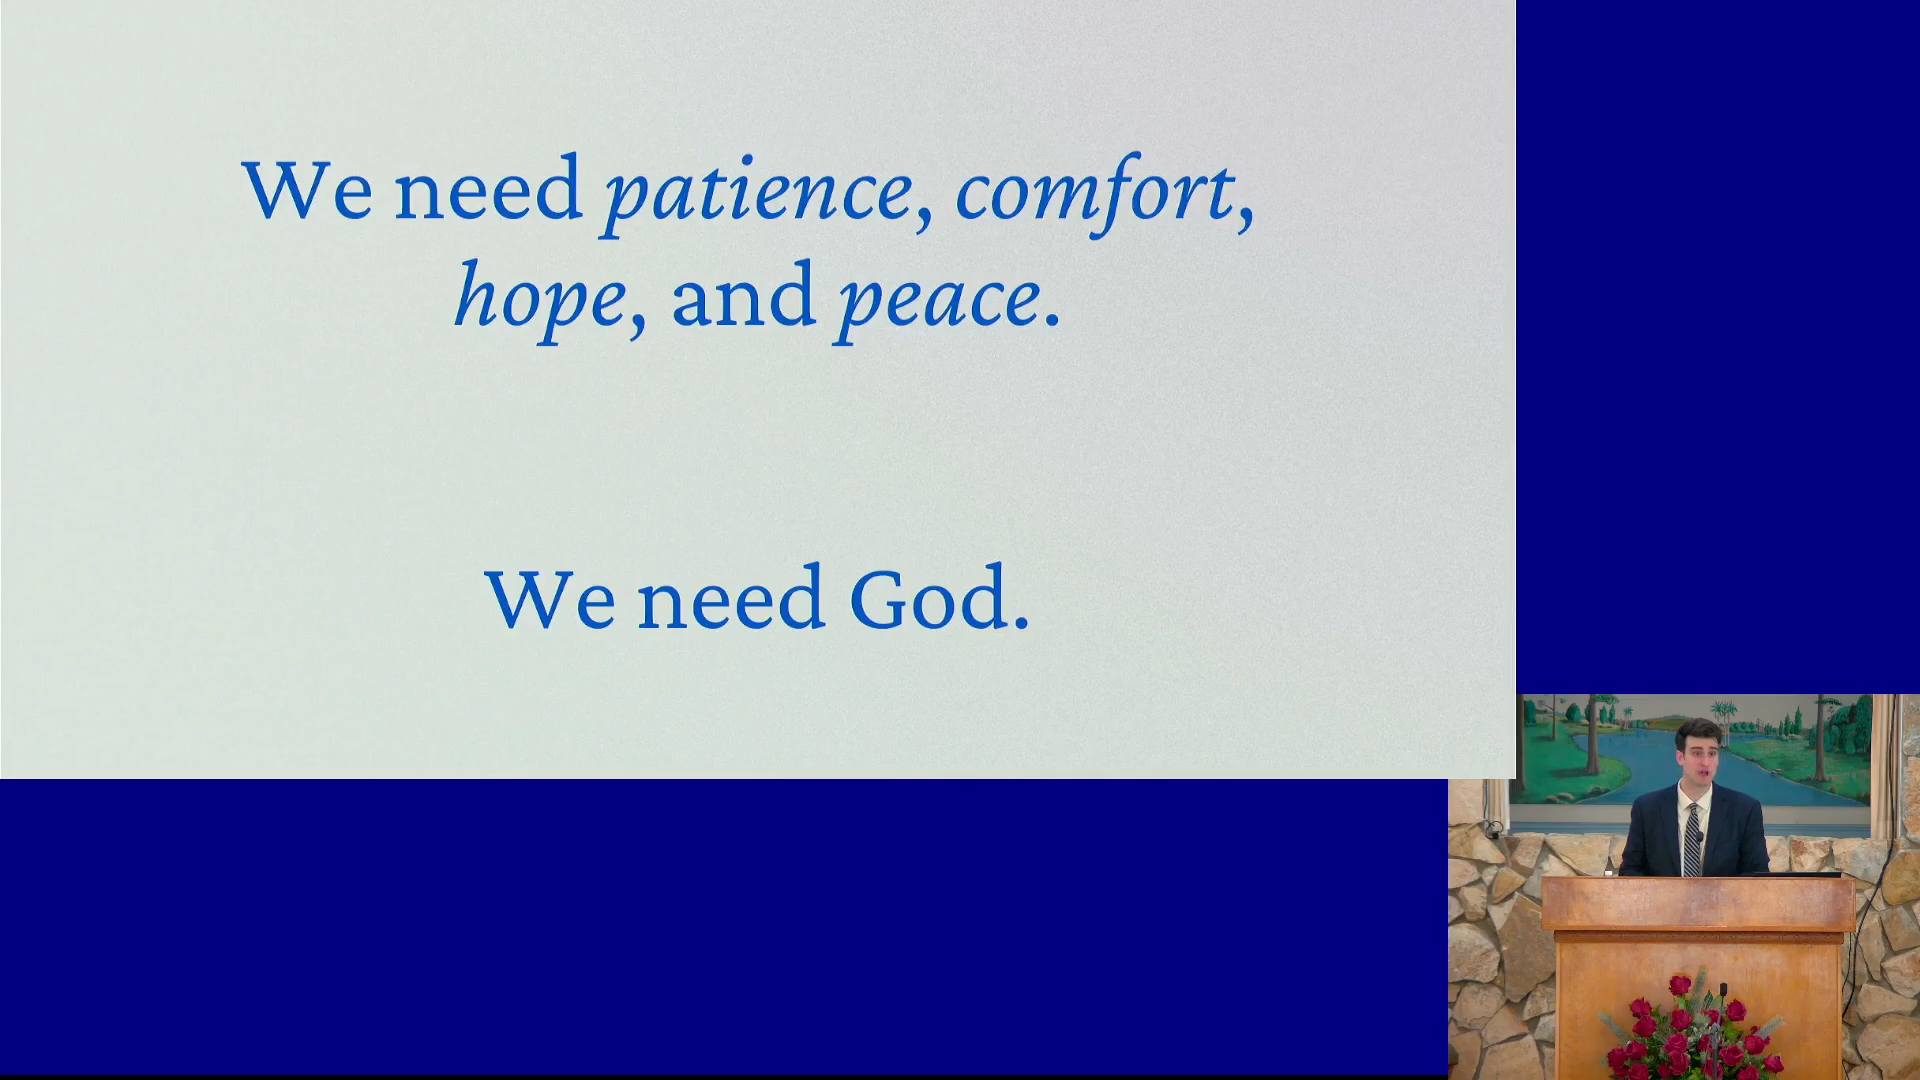 We need patience, comfort,
hope, and peace.
We need God.